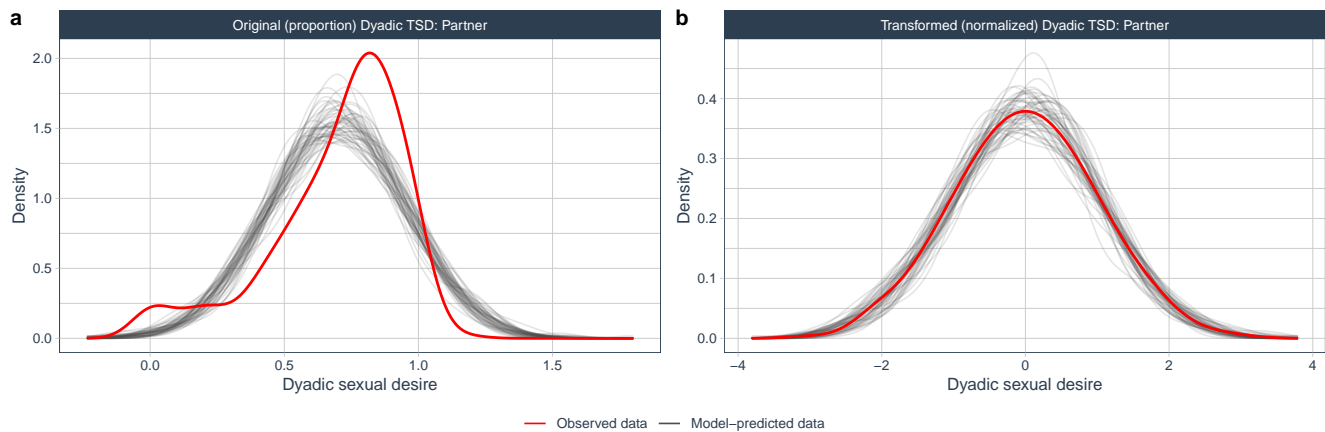 a
Original (proportion) Dyadic TSD: Partner
2.0
1.5
1.0
0.5
0.0
Density
0.0 0.5 1.0 1.5
Dyadic sexual desire
b
Transformed (normalized) Dyadic TSD: Partner
0.4
0.3
0.2
0.1
0.0
Density
−4 −2 0 2 4
Dyadic sexual desire
Observed data Model−predicted data